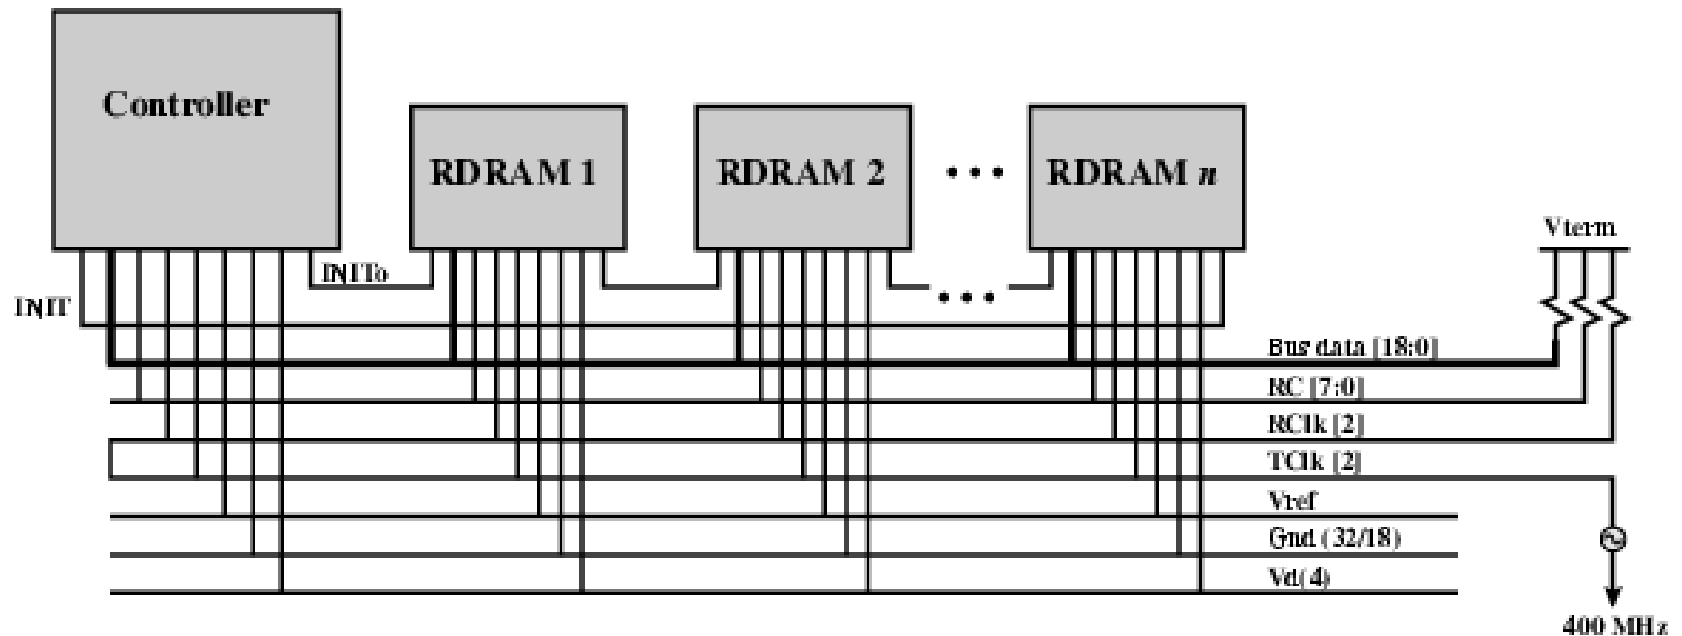 Controller
RDRAM 1
RDRAM 2
• • •
RDRAM n
Vterm
INITo
INIT
• • •
Bus data [18:0]
RC [7:0]
RClk [2]
TClk [2]
Vref
Gnd (32/18)
Vd(4)
400 MHz